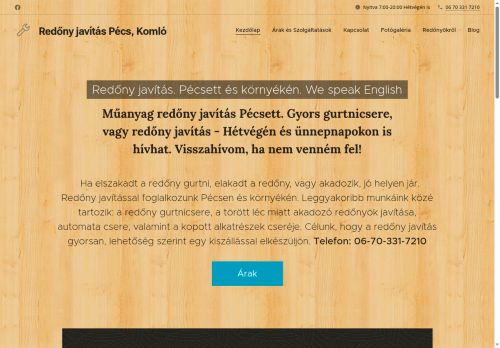 Nyitva 7:00-20:00 Hétvégén is 06 70 331 7210
Redőny javítás Pécs, Komló
Kezdőlap Árak és Szolgáltatások Kapcsolat Fotógaléria Redőnyökről Blog
Redőny javítás. Pécsett és környékén. We speak English
Műanyag redőny javítás Pécsett. Gyors gurtnicsere,
vagy redőny javítás - Hétvégén és ünnepnapokon is
hívhat. Visszahívom, ha nem venném fel!
Ha elszakadt a redőny gurtni, elakadt a redőny, vagy akadozik, jó helyen jár.
Redőny javítással foglalkozunk Pécsen és környékén. Leggyakoribb munkáink közé
tartozik: a redőny gurtnicsere, a törött léc miatt akadozó redőnyok javítása,
automata csere, valamint a kopott alkatrészek cseréje. Célunk, hogy a redőny javítás
gyorsan, lehetőség szerint egy kiszállással elkészüljön. Telefon: 06-70-331-7210
Árak